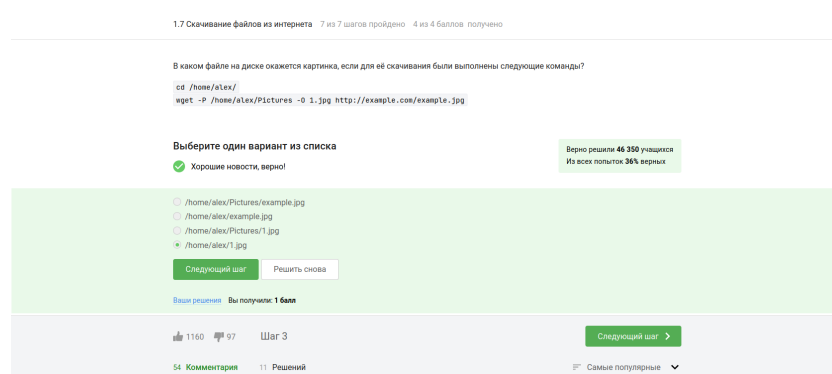 1.7 Скачивание файлов из интернета 7 из 7 шагов пройдено 4 из 4 баллов получено
В каком файле на диске окажется картинка, если для её скачивания были выполнены следующие команды?
cd /home/alex/
wget -P /home/alex/Pictures -O 1.jpg http://example.com/example.jpg
Выберите один вариант из списка
Верно решили 46 350 учащихся
Из всех попыток 36% верных
Хорошие новости, верно!
/home/alex/Pictures/example.jpg
/home/alex/example.jpg
/home/alex/Pictures/1.jpg
/home/alex/1.jpg
Следующий шаг Решить снова
Ваши решения Вы получили: 1 балл
1160 97 Шаг 3 Следующий шаг
54 Комментария 11 Решений Самые популярные